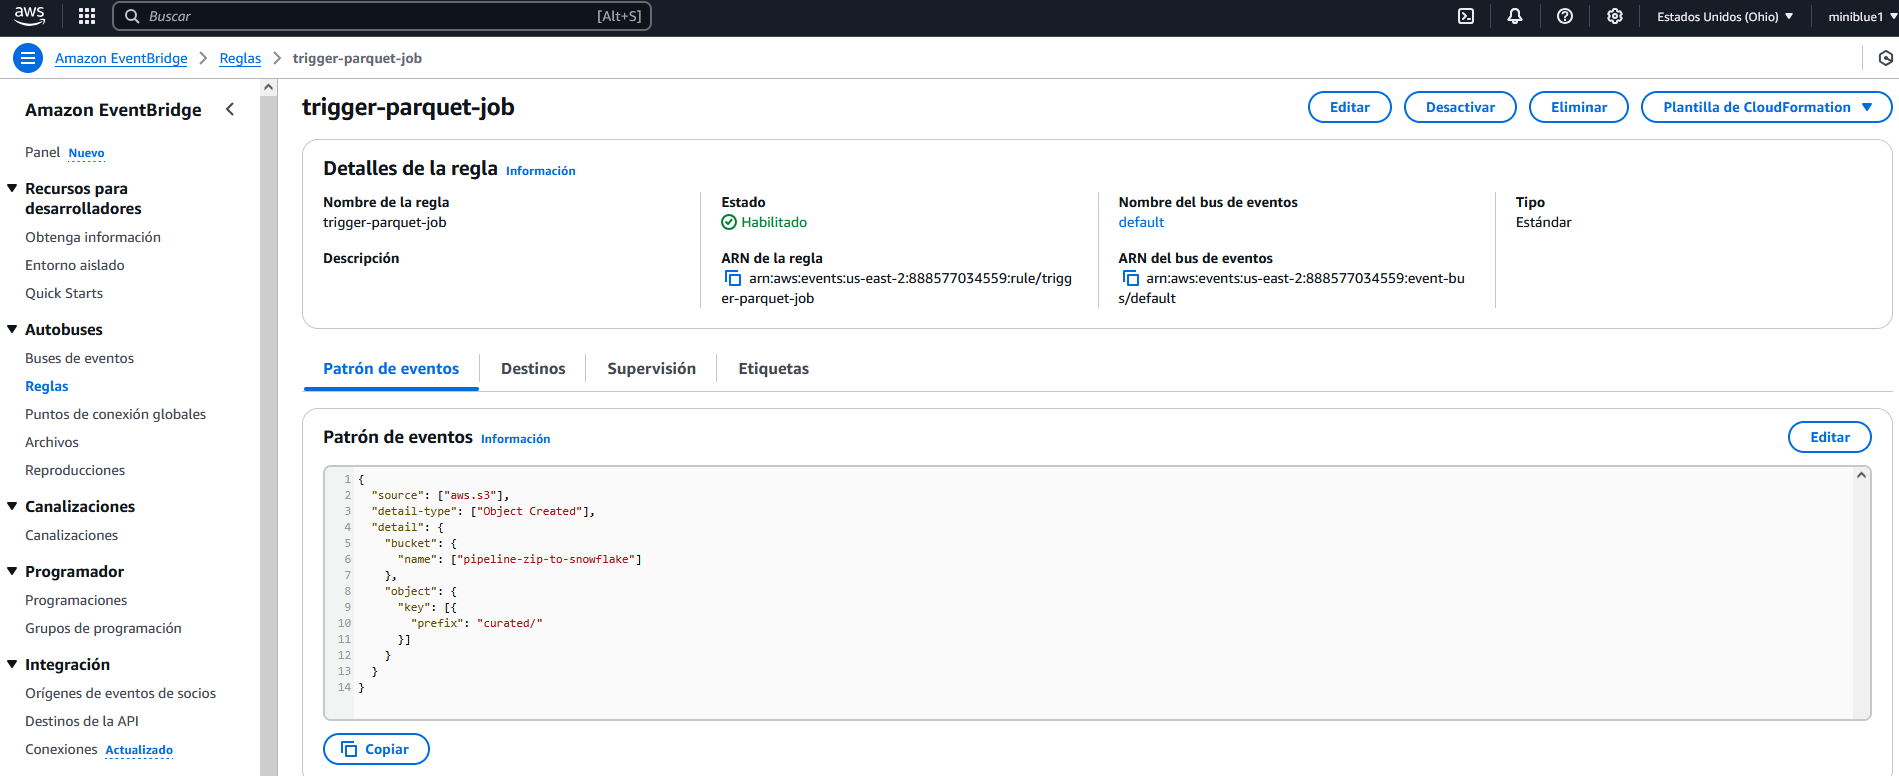 aws
Buscar
[Alt+S]
Estados Unidos (Ohio)
miniblue1
Amazon EventBridge
Reglas
trigger-parquet-job
Amazon EventBridge
Panel Nuevo
Recursos para
desarrolladores
Obtenga información
Entorno aislado
Quick Starts
Autobuses
Buses de eventos
Reglas
Puntos de conexión globales
Archivos
Reproducciones
Canalizaciones
Canalizaciones
Programador
Programaciones
Grupos de programación
Integración
Orígenes de eventos de socios
Destinos de la API
Conexiones Actualizado
trigger-parquet-job
Editar
Desactivar
Eliminar
Plantilla de CloudFormation
Detalles de la regla Información
Nombre de la regla
trigger-parquet-job
Descripción
Estado
Habilitado
ARN de la regla
arn:aws:events:us-east-2:888577034559:rule/trigg
er-parquet-job
Nombre del bus de eventos
default
ARN del bus de eventos
arn:aws:events:us-east-2:888577034559:event-bu
s/default
Tipo
Estándar
Patrón de eventos
Destinos
Supervisión
Etiquetas
Patrón de eventos Información
Editar
1 {
2 "source": ["aws.s3"],
3 "detail-type": ["Object Created"],
4 "detail": {
5 "bucket": {
6 "name": ["pipeline-zip-to-snowflake"]
7 },
8 "object": {
9 "key": [{
10 "prefix": "curated/"
11 }]
12 }
13 }
14 }
Copiar